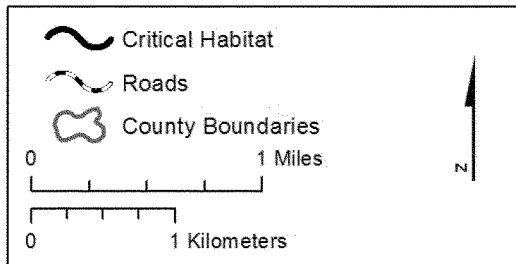 Critical Habitat
Roads
County Boundaries
0 1 Miles
0 1 Kilometers
N